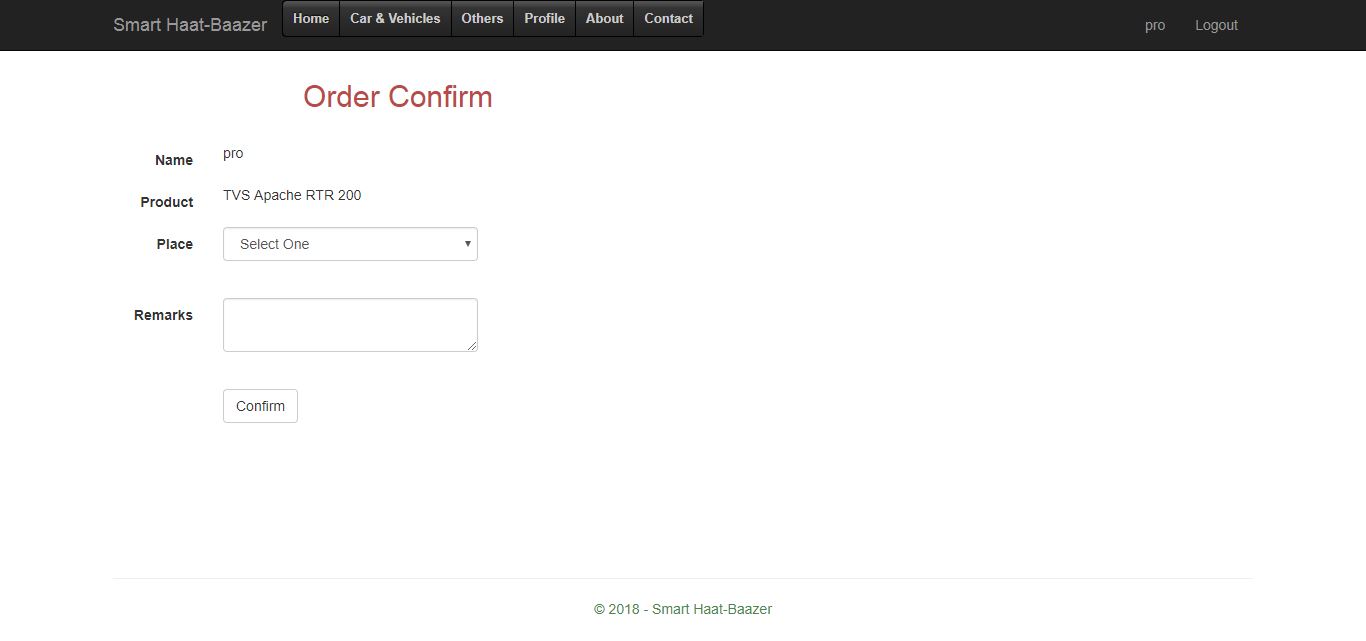 Smart Haat-Baazer Home Car & Vehicles Others Profile About Contact pro Logout
Order Confirm
Name pro
Product TVS Apache RTR 200
Place Select One
Remarks
Confirm
© 2018 - Smart Haat-Baazer